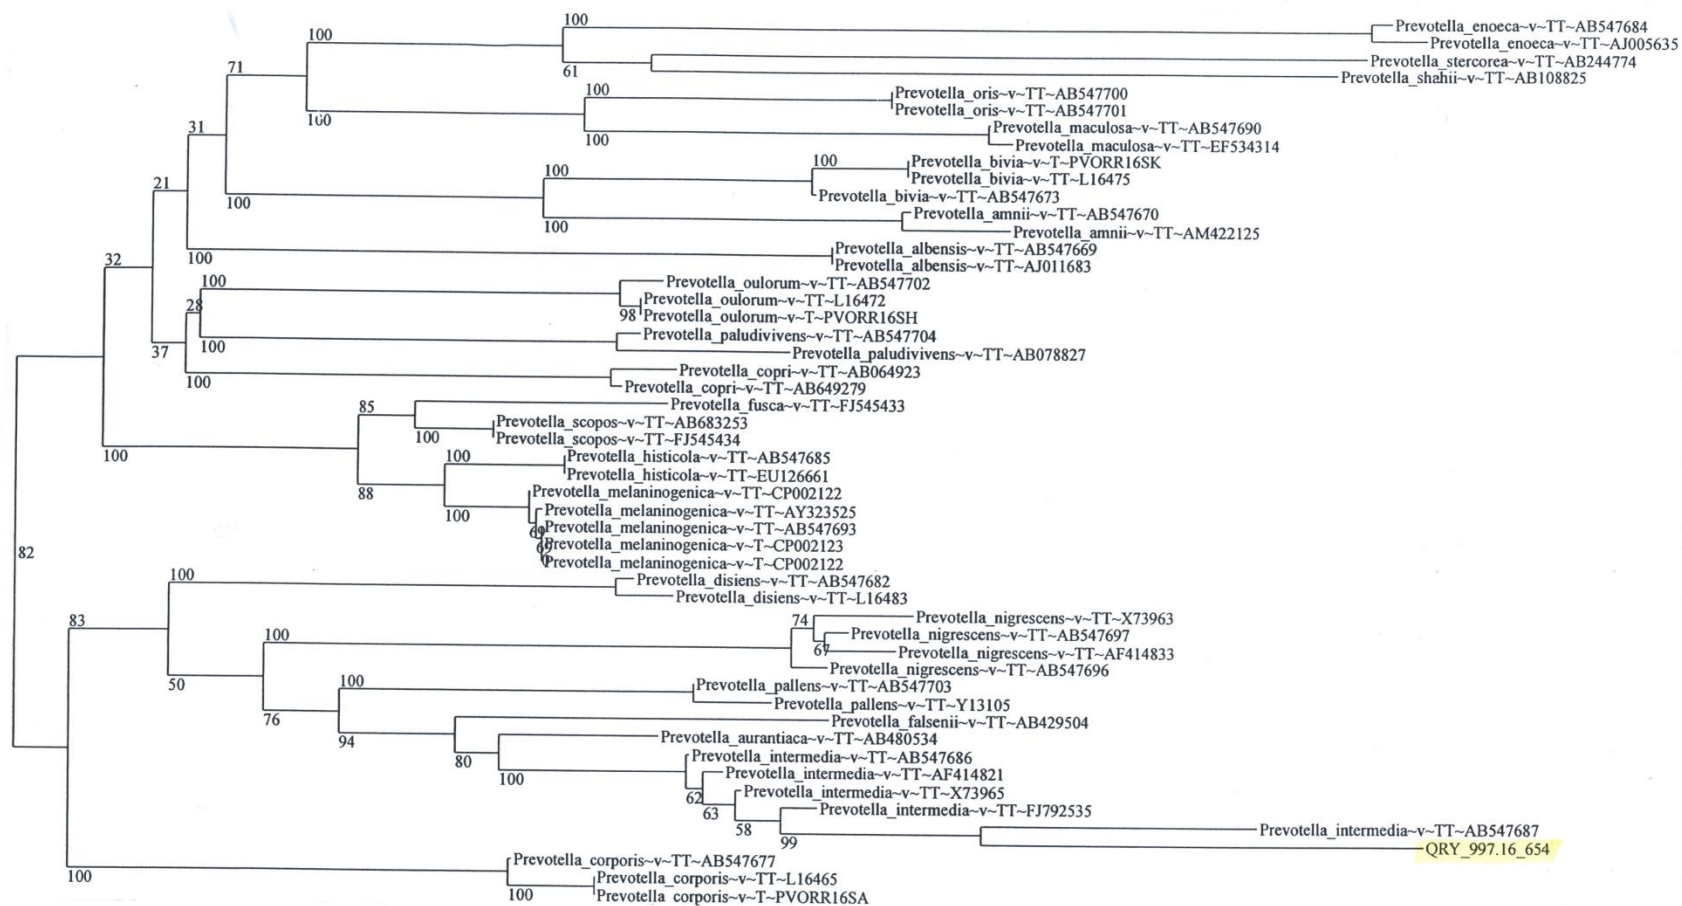 100
Prevotella_enoeca~v~TT~AB547684
100
Prevotella_enoeca~v~TT~AJ005635
71
61
Prevotella_stercorea~v~TT~AB244774
Prevotella_shahii~v~TT~AB108825
100
Prevotella_oris~v~TT~AB547700
100
Prevotella_oris~v~TT~AB547701
31
100
Prevotella_maculosa~v~TT~AB547690
Prevotella_maculosa~v~TT~EF534314
100
Prevotella_bivia~v~T~PVORR16SK
100
Prevotella_bivia~v~TT~L16475
21
100
Prevotella_bivia~v~TT~AB547673
100
Prevotella_amnii~v~TT~AB547670
Prevotella_amnii~v~TT~AM422125
32
100
Prevotella_albensis~v~TT~AB547669
Prevotella_albensis~v~TT~AJ011683
100
Prevotella_oulorum~v~TT~AB547702
28
Prevotella_oulorum~v~TT~L16472
98
Prevotella_oulorum~v~T~PVORR16SH
37
100
Prevotella_paludivivens~v~TT~AB547704
Prevotella_paludivivens~v~TT~AB078827
100
Prevotella_copri~v~TT~AB064923
Prevotella_copri~v~TT~AB649279
85
Prevotella_fusca~v~TT~FJ545433
Prevotella_scopos~v~TT~AB683253
100
100
Prevotella_scopos~v~TT~FJ545434
100
Prevotella_histicola~v~TT~AB547685
Prevotella_histicola~v~TT~EU126661
88
Prevotella_melaninogenica~v~TT~CP002122
100
Prevotella_melaninogenica~v~TT~AY323525
Prevotella_melaninogenica~v~TT~AB547693
Prevotella_melaninogenica~v~T~CP002123
82
Prevotella_melaninogenica~v~T~CP002122
100
Prevotella_disiens~v~TT~AB547682
Prevotella_disiens~v~TT~L16483
83
74
Prevotella_nigrescens~v~TT~X73963
100
Prevotella_nigrescens~v~TT~AB547697
67
Prevotella_nigrescens~v~TT~AF414833
Prevotella_nigrescens~v~TT~AB547696
50
100
Prevotella_pallens~v~TT~AB547703
Prevotella_pallens~v~TT~Y13105
76
Prevotella_falsenii~v~TT~AB429504
94
Prevotella_aurantiaca~v~TT~AB480534
80
Prevotella_intermedia~v~TT~AB547686
100
Prevotella_intermedia~v~TT~AF414821
62
Prevotella_intermedia~v~TT~X73965
63
Prevotella_intermedia~v~TT~FJ792535
58
Prevotella_intermedia~v~TT~AB547687
99
QRY_997.16_654
Prevotella_corporis~v~TT~AB547677
100
Prevotella_corporis~v~TT~L16465
100
Prevotella_corporis~v~T~PVORR16SA